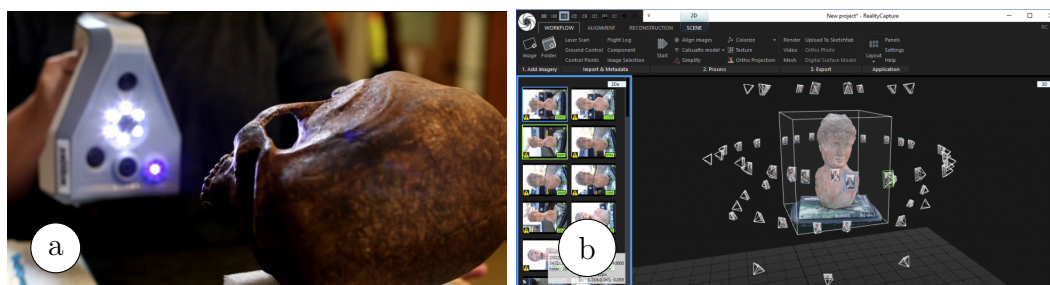 a
2D
New project* - RealityCapture
WORKFLOW ALIGNMENT RECONSTRUCTION SCENE
Laser Scan Flight Log Align Images Colorize Render Upload To Sketchfab Panels
Image Folder Ground Control Component Start Calculate model Texture Video Ortho Photo Layout Settings
Control Points Image Selection Simplify Ortho Projection Mesh Digital Surface Model Help
1. Add imagery Import & Metadata 2. Process 3. Export Application
2Ds
3D
b